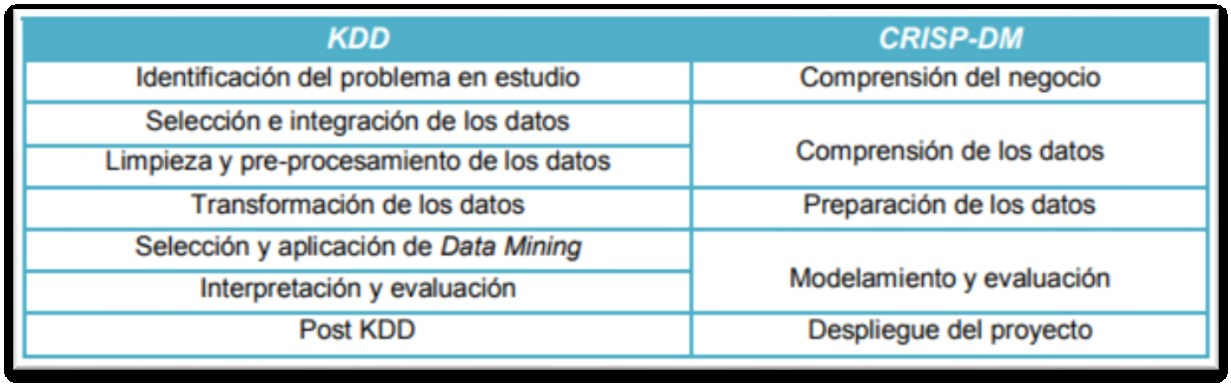 KDD CRISP-DM
Identificación del problema en estudio Comprensión del negocio
Selección e integración de los datos
Limpieza y pre-procesamiento de los datos Comprensión de los datos
Transformación de los datos Preparación de los datos
Selección y aplicación de Data Mining
Interpretación y evaluación Modelamiento y evaluación
Post KDD Despliegue del proyecto